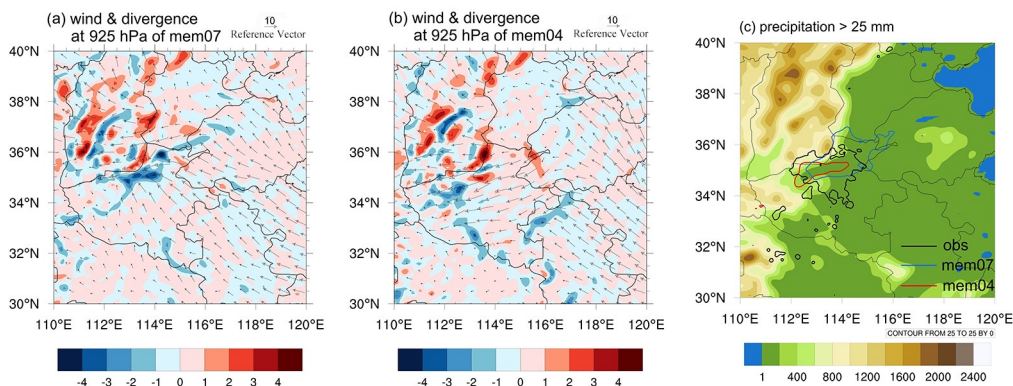 (a) wind & divergence
at 925 hPa of mem07
10
Reference Vector
40°N
38°N
36°N
34°N
32°N
30°N
110°E 112°E 114°E 116°E 118°E 120°E
-4 -3 -2 -1 0 1 2 3 4
(b) wind & divergence
at 925 hPa of mem04
10
Reference Vector
40°N
38°N
36°N
34°N
32°N
30°N
110°E 112°E 114°E 116°E 118°E 120°E
-4 -3 -2 -1 0 1 2 3 4
(c) precipitation > 25 mm
40°N
38°N
36°N
34°N
32°N
30°N
obs
mem07
mem04
110°E 112°E 114°E 116°E 118°E 120°E
CONTOUR FROM 25 TO 25 BY 0
1 400 800 1200 1600 2000 2400